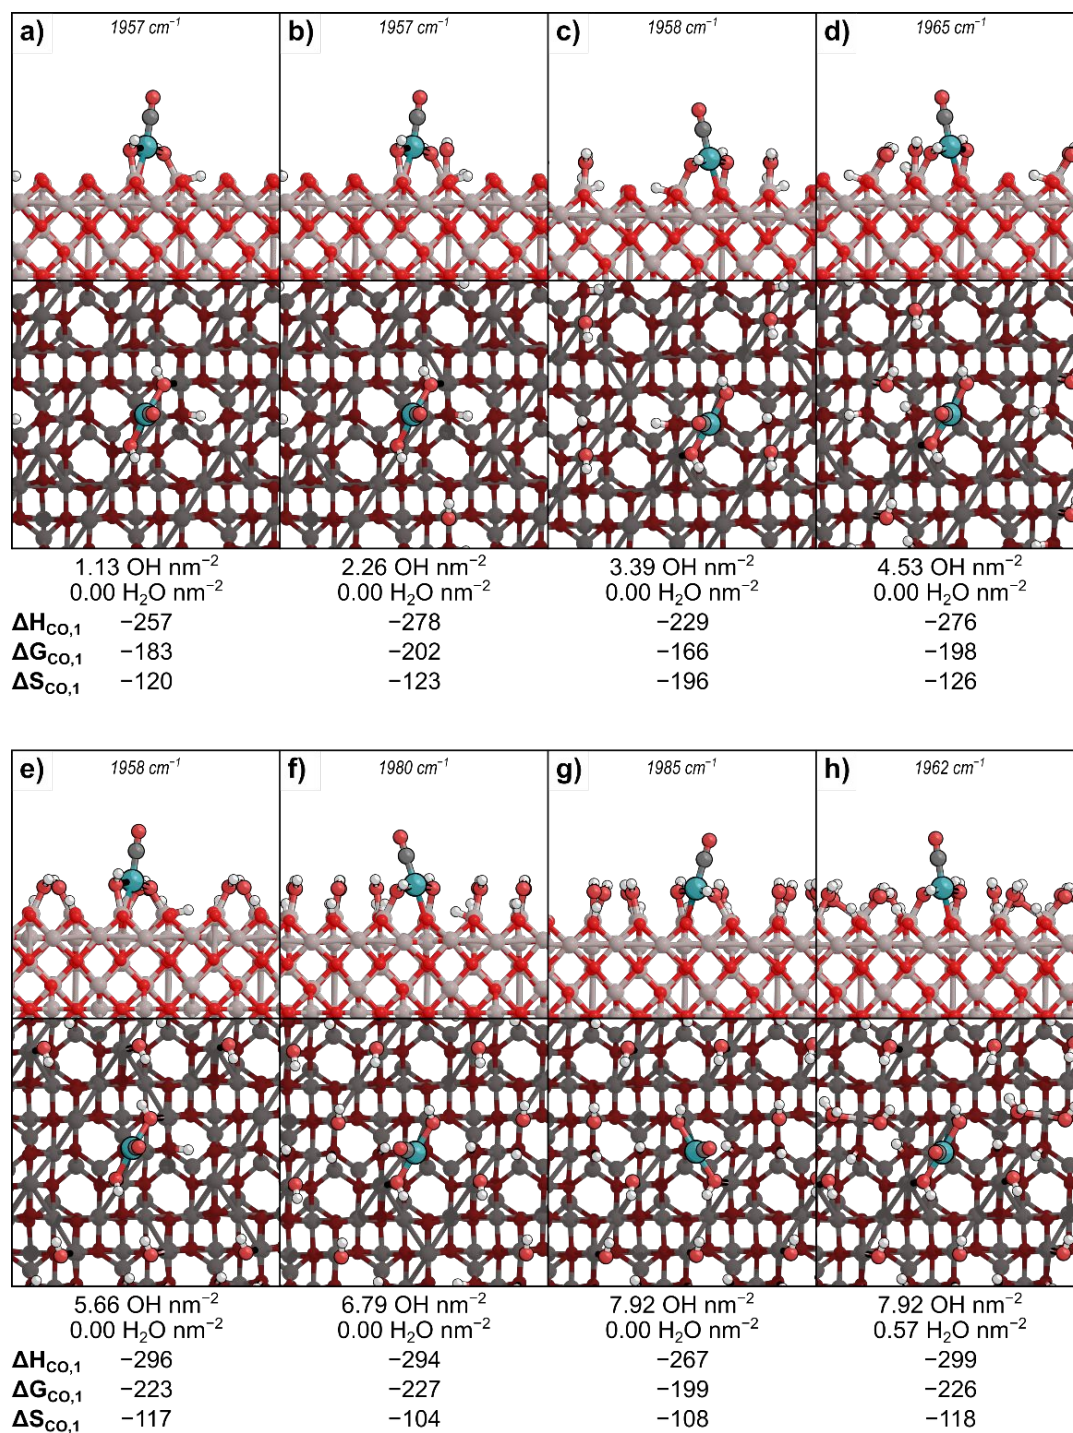 a) 1957 cm⁻¹ b) 1957 cm⁻¹ c) 1958 cm⁻¹ d) 1965 cm⁻¹
1.13 OH nm⁻² 2.26 OH nm⁻² 3.39 OH nm⁻² 4.53 OH nm⁻²
0.00 H₂O nm⁻² 0.00 H₂O nm⁻² 0.00 H₂O nm⁻² 0.00 H₂O nm⁻²
ΔH_CO,1 −257 −278 −229 −276
ΔG_CO,1 −183 −202 −166 −198
ΔS_CO,1 −120 −123 −196 −126
e) 1958 cm⁻¹ f) 1980 cm⁻¹ g) 1985 cm⁻¹ h) 1962 cm⁻¹
5.66 OH nm⁻² 6.79 OH nm⁻² 7.92 OH nm⁻² 7.92 OH nm⁻²
0.00 H₂O nm⁻² 0.00 H₂O nm⁻² 0.00 H₂O nm⁻² 0.57 H₂O nm⁻²
ΔH_CO,1 −296 −294 −267 −299
ΔG_CO,1 −223 −227 −199 −226
ΔS_CO,1 −117 −104 −108 −118